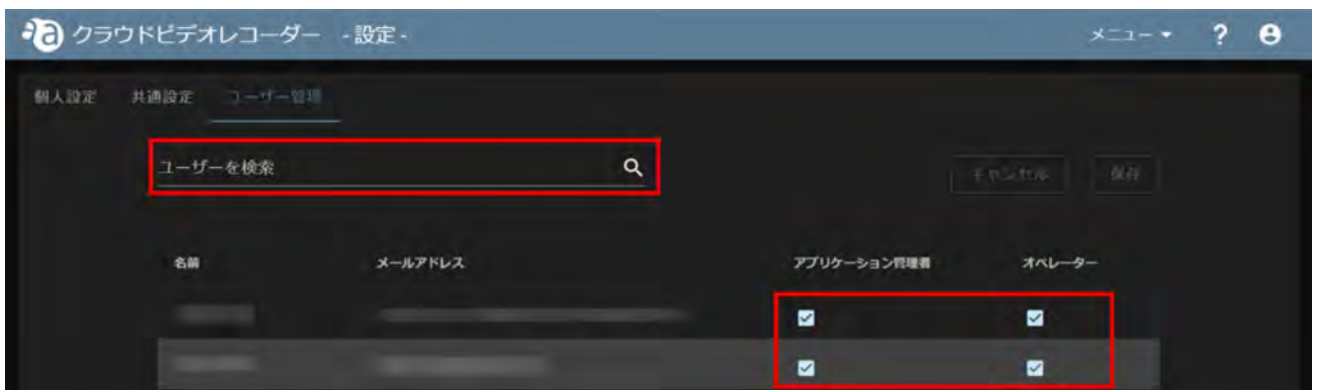 クラウドビデオレコーダー - 設定 -
メニュー
?
個人設定 共通設定 ユーザー管理
ユーザーを検索
キャンセル 保存
名前 メールアドレス アプリケーション管理者 オペレーター